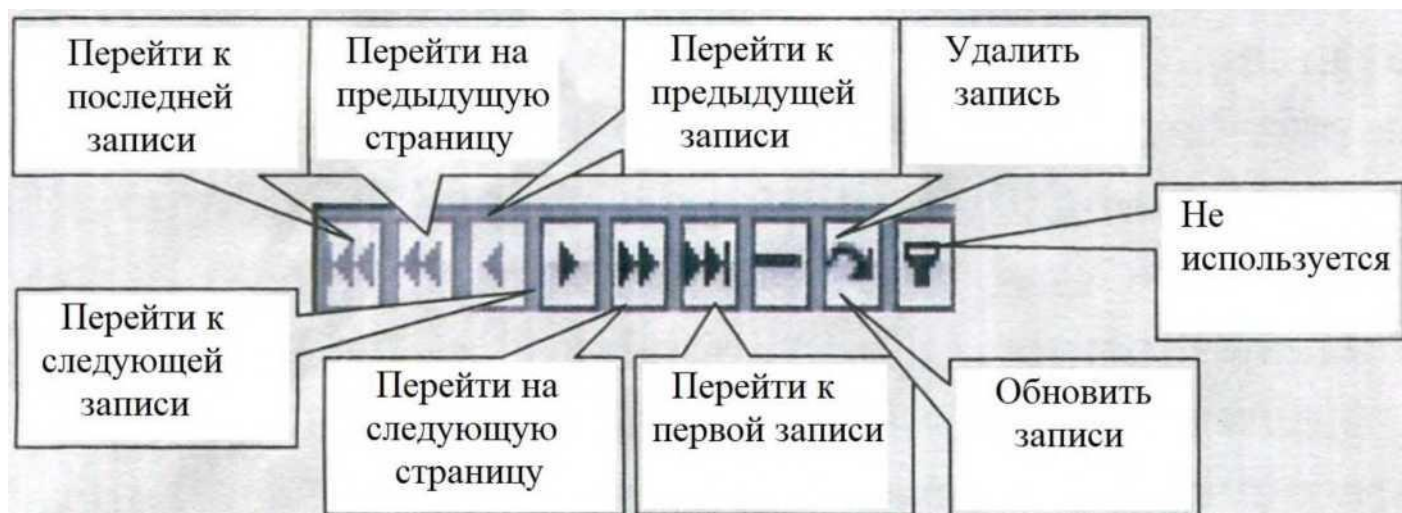 Перейти к
последней
записи
Перейти на
предыдущую
страницу
Перейти к
предыдущей
записи
Удалить
запись
Не
используется
Перейти к
следующей
записи
Перейти на
следующую
страницу
Перейти к
первой записи
Обновить
записи